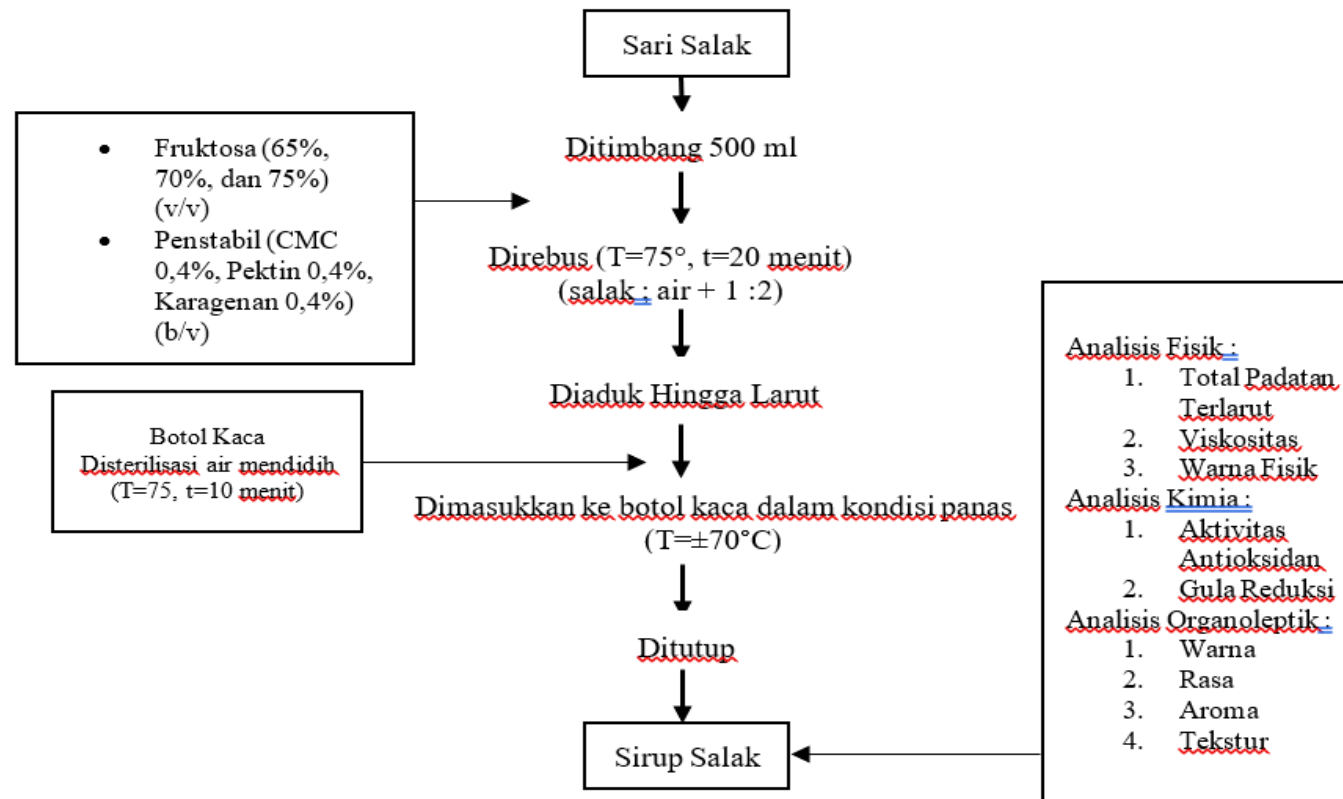 Sari Salak
Ditimbang 500 ml
• Fruktosa (65%,
70%, dan 75%)
(v/v)
• Penstabil (CMC
0,4%, Pektin 0,4%,
Karagenan 0,4%)
(b/v)
Direbus (T=75°, t=20 menit)
(salak ; air + 1 :2)
Diaduk Hingga Larut
Botol Kaca
Disterilisasi air mendidih
(T=75, t=10 menit)
Dimasukkan ke botol kaca dalam kondisi panas
(T=±70°C)
Ditutup
Sirup Salak
Analisis Fisik :
1. Total Padatan
Terlarut
2. Viskositas
3. Warna Fisik
Analisis Kimia :
1. Aktivitas
Antioksidan
2. Gula Reduksi
Analisis Organoleptik :
1. Warna
2. Rasa
3. Aroma
4. Tekstur